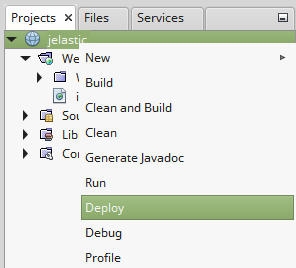 Projects Files Services
jelastic
New
We
Build
W
Clean and Build
i
Sou
Clean
Lib
Generate Javadoc
Co
Run
Deploy
Debug
Profile